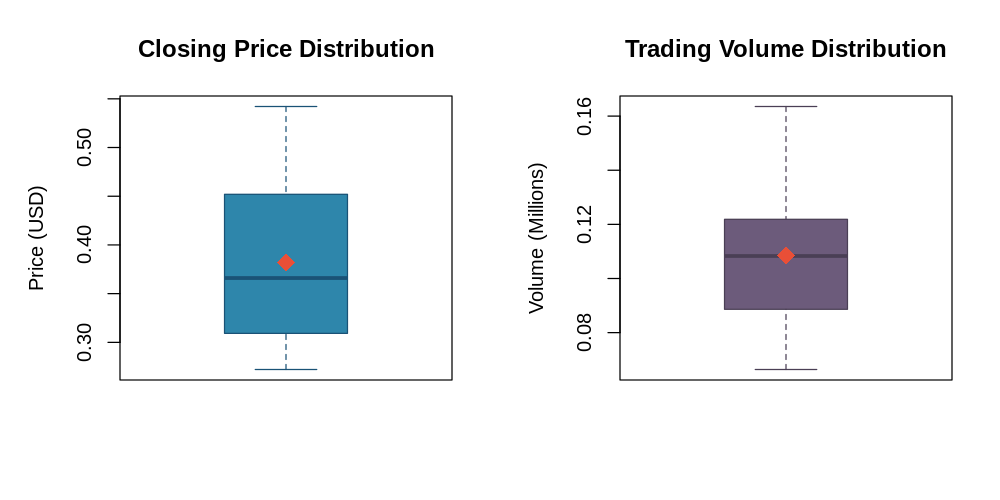 Closing Price Distribution
Price (USD)
0.50
0.40
0.30
Trading Volume Distribution
Volume (Millions)
0.16
0.12
0.08